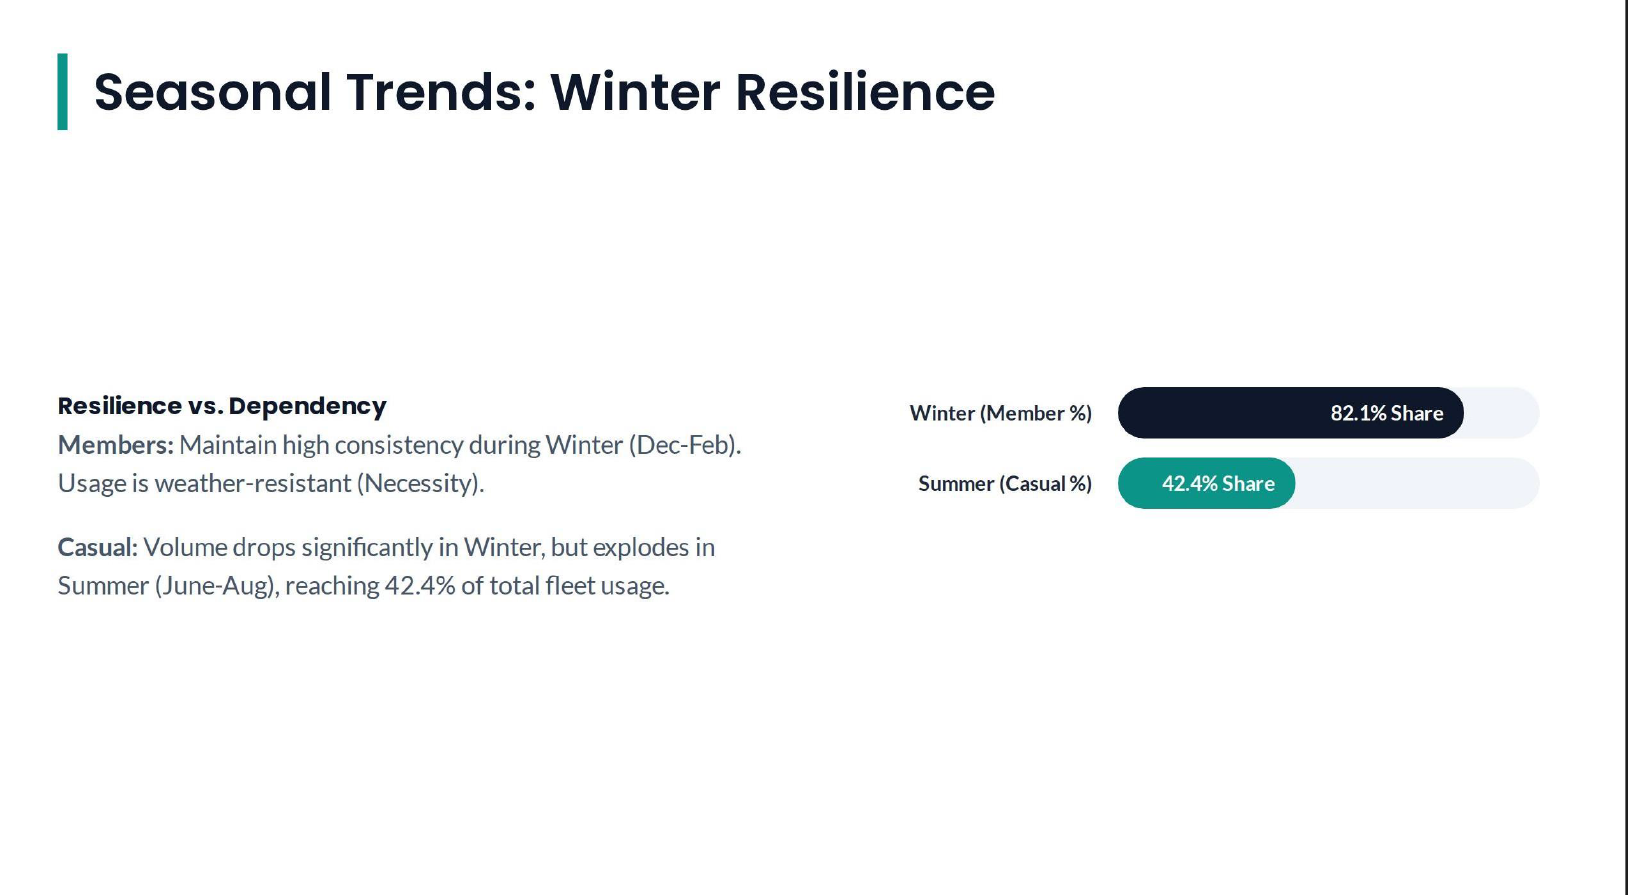 Seasonal Trends: Winter Resilience
Resilience vs. Dependency
Members: Maintain high consistency during Winter (Dec-Feb).
Usage is weather-resistant (Necessity).
Casual: Volume drops significantly in Winter, but explodes in
Summer (June-Aug), reaching 42.4% of total fleet usage.
Winter (Member %) 82.1% Share
Summer (Casual %) 42.4% Share